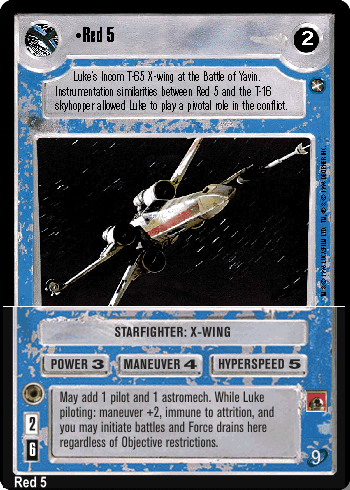 •Red 5
2
Luke's Incom T-65 X-wing at the Battle of Yavin.
Instrumentation similarities between Red 5 and the T-16
skyhopper allowed Luke to play a pivotal role in the conflict.
STARFIGHTER: X-WING
POWER 3 MANEUVER 4 HYPERSPEED 5
May add 1 pilot and 1 astromech. While Luke
piloting: maneuver +2, immune to attrition, and
you may initiate battles and Force drains here
regardless of Objective restrictions.
2
6
9
Red 5